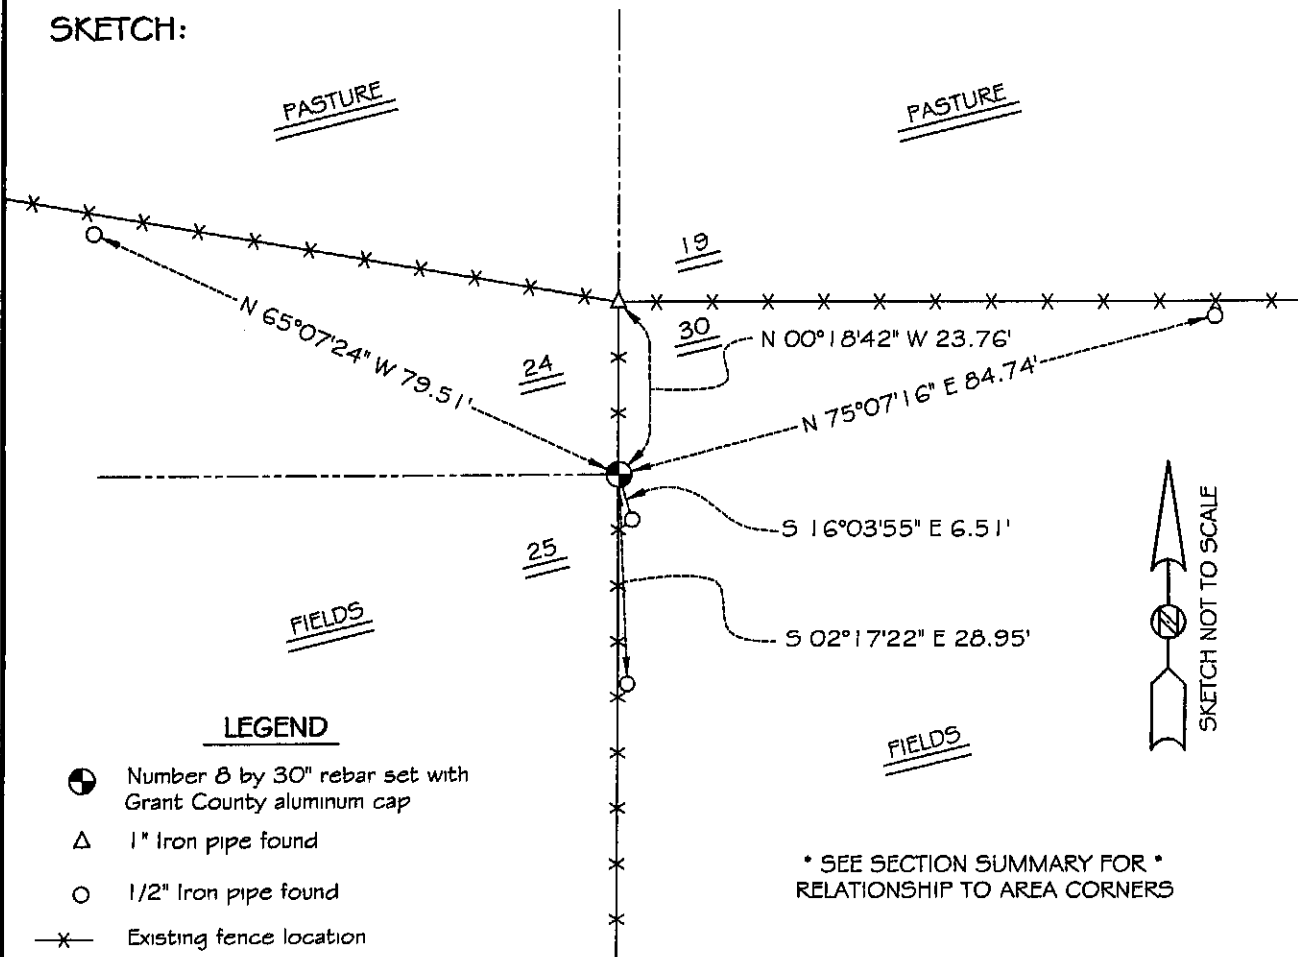 SKETCH:
PASTURE
PASTURE
19
30
24
N 00°18'42" W 23.76'
N 65°07'24" W 79.51'
N 75°07'16" E 84.74'
S 16°03'55" E 6.51'
25
S 02°17'22" E 28.95'
FIELDS
FIELDS
N
SKETCH NOT TO SCALE
LEGEND
Number 8 by 30" rebar set with
Grant County aluminum cap
1" Iron pipe found
1/2" Iron pipe found
Existing fence location
* SEE SECTION SUMMARY FOR *
RELATIONSHIP TO AREA CORNERS